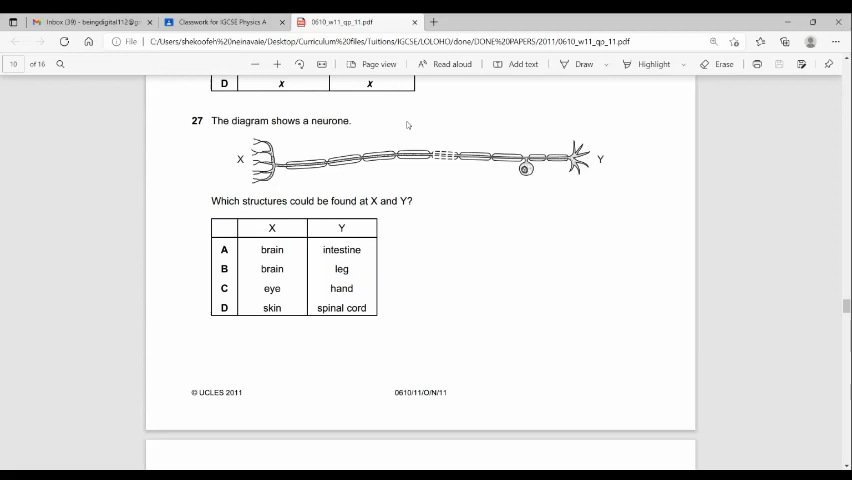 Inbox (39) - beingdigital112@g
Classwork for IGCSE Physics A
0610_w11_qp_11.pdf
File
C:/Users/shekoofeh neinavaie/Desktop/Curriculum%20files/Tuitions/IGCSE/LOLOHO/done/DONE%20PAPERS/2011/0610_w11_qp_11.pdf
10 of 16
Page view
Read aloud
Add text
Draw
Highlight
Erase
D x x
27 The diagram shows a neurone.
X Y
Which structures could be found at X and Y?
X Y
A brain intestine
B brain leg
C eye hand
D skin spinal cord
© UCLES 2011 0610/11/O/N/11